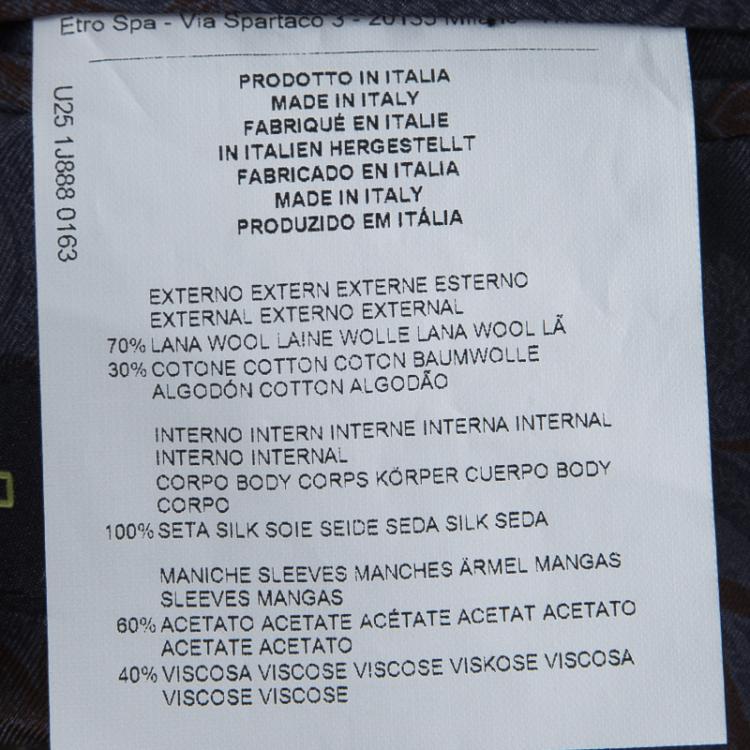 Etro Spa - Via Spartaco 3 - 20135 Milano
PRODOTTO IN ITALIA
MADE IN ITALY
FABRIQUÉ EN ITALIE
IN ITALIEN HERGESTELLT
FABRICADO EN ITALIA
MADE IN ITALY
PRODUZIDO EM ITÁLIA
U25 1J888 0163
EXTERNO EXTERN EXTERNE ESTERNO
EXTERNAL EXTERNO EXTERNAL
70% LANA WOOL LAINE WOLLE LANA WOOL LÃ
30% COTONE COTTON COTON BAUMWOLLE
ALGODÓN COTTON ALGODÃO
INTERNO INTERN INTERNE INTERNA INTERNAL
INTERNO INTERNAL
CORPO BODY CORPS KÖRPER CUERPO BODY
CORPO
100% SETA SILK SOIE SEIDE SEDA SILK SEDA
MANICHE SLEEVES MANCHES ÄRMEL MANGAS
SLEEVES MANGAS
60% ACETATO ACETATE ACÉTATE ACETAT ACETATO
ACETATE ACETATO
40% VISCOSA VISCOSE VISCOSE VISKOSE VISCOSA
VISCOSE VISCOSE